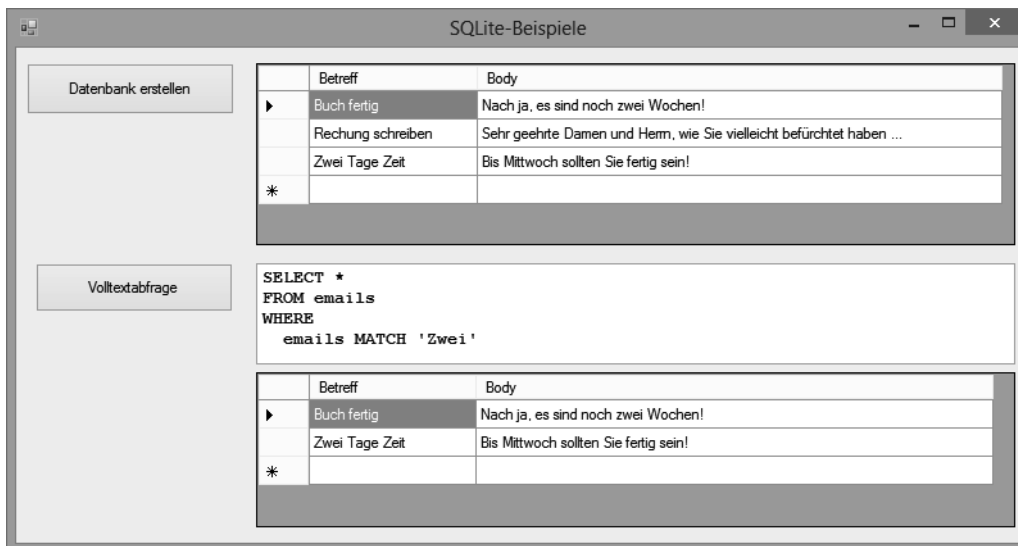 SQLite-Beispiele
Datenbank erstellen
Betreff Body
Buch fertig Nach ja, es sind noch zwei Wochen!
Rechung schreiben Sehr geehrte Damen und Herrn, wie Sie vielleicht befürchtet haben ...
Zwei Tage Zeit Bis Mittwoch sollten Sie fertig sein!
Volltextabfrage
SELECT *
FROM emails
WHERE
emails MATCH 'Zwei'
Betreff Body
Buch fertig Nach ja, es sind noch zwei Wochen!
Zwei Tage Zeit Bis Mittwoch sollten Sie fertig sein!